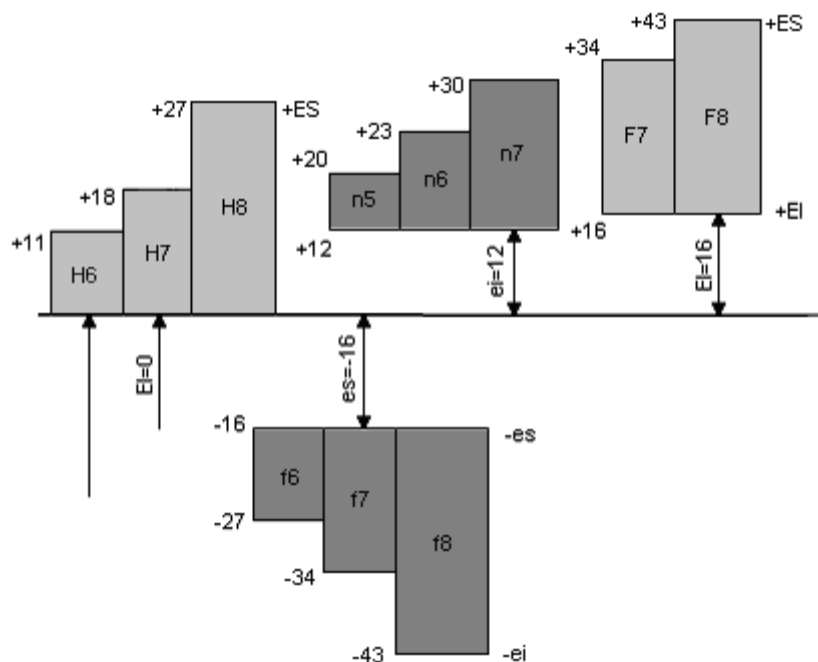 +43
+ES
+34
+30
+27
+ES
+23
+20
+18
+11
F8
F7
n7
n6
n5
H8
H7
H6
+12
+16
+EI
ei=12
EI=16
EI=0
es=-16
-16
-es
f6
f7
f8
-27
-34
-43
-ei